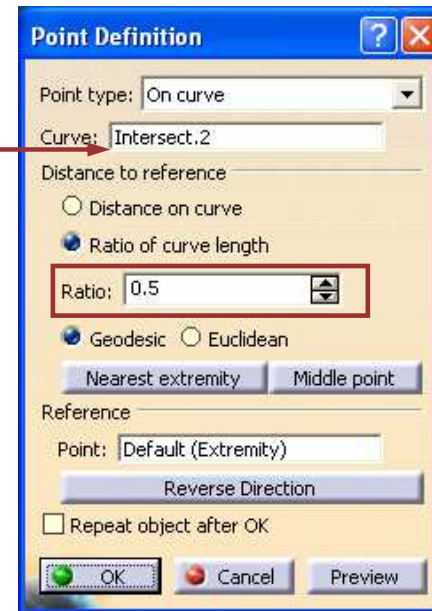 Point Definition
Point type: On curve
Curve: Intersect.2
Distance to reference
Distance on curve
Ratio of curve length
Ratio: 0.5
Geodesic Euclidean
Nearest extremity Middle point
Reference
Point: Default (Extremity)
Reverse Direction
Repeat object after OK
OK Cancel Preview